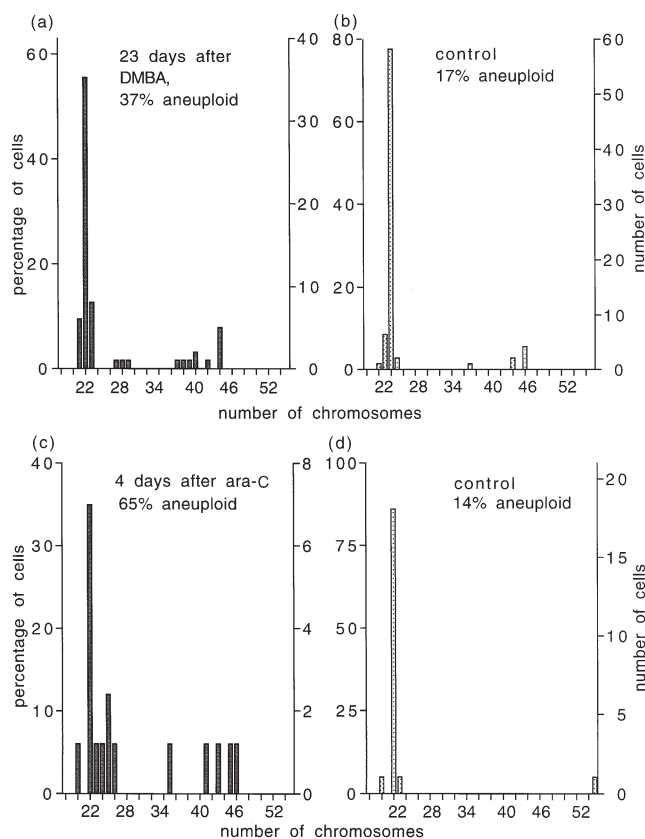 (a)
23 days after
DMBA,
37% aneuploid
60
40
20
0
40
30
20
10
0
percentage of cells
22 28 34 40 46 52
(b)
control
17% aneuploid
80
60
40
20
0
60
50
40
30
20
10
0
number of cells
22 28 34 40 46 52
number of chromosomes
(c)
4 days after ara-C
65% aneuploid
40
30
20
10
0
8
6
4
2
0
percentage of cells
22 28 34 40 46 52
(d)
control
14% aneuploid
100
75
50
25
0
20
15
10
5
0
number of cells
22 28 34 40 46 52
number of chromosomes